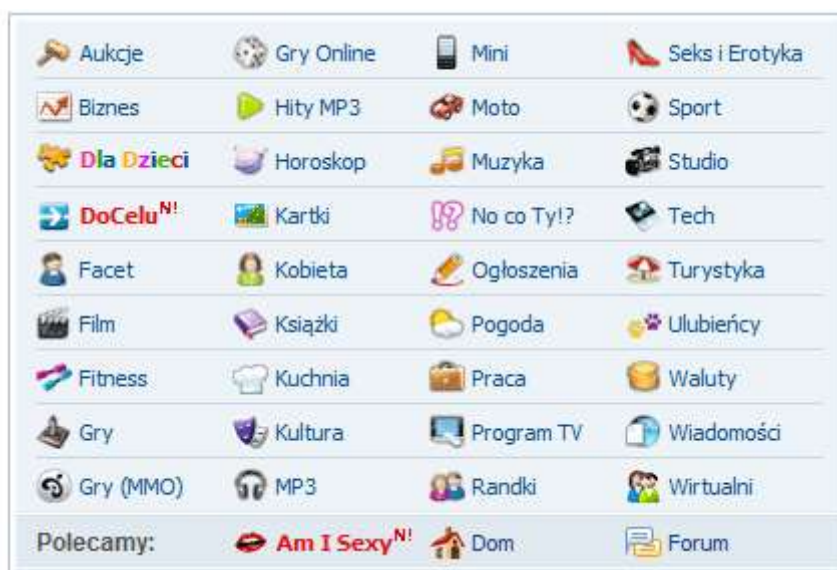 Aukcje Gry Online Mini Seks i Erotyka
Biznes Hity MP3 Moto Sport
Dla Dzieci Horoskop Muzyka Studio
DoCelu N! Kartki No co Ty!? Tech
Facet Kobieta Ogłoszenia Turystyka
Film Książki Pogoda Ulubieńcy
Fitness Kuchnia Praca Waluty
Gry Kultura Program TV Wiadomości
Gry (MMO) MP3 Randki Wirtualni
Polecamy: Am I Sexy N! Dom Forum